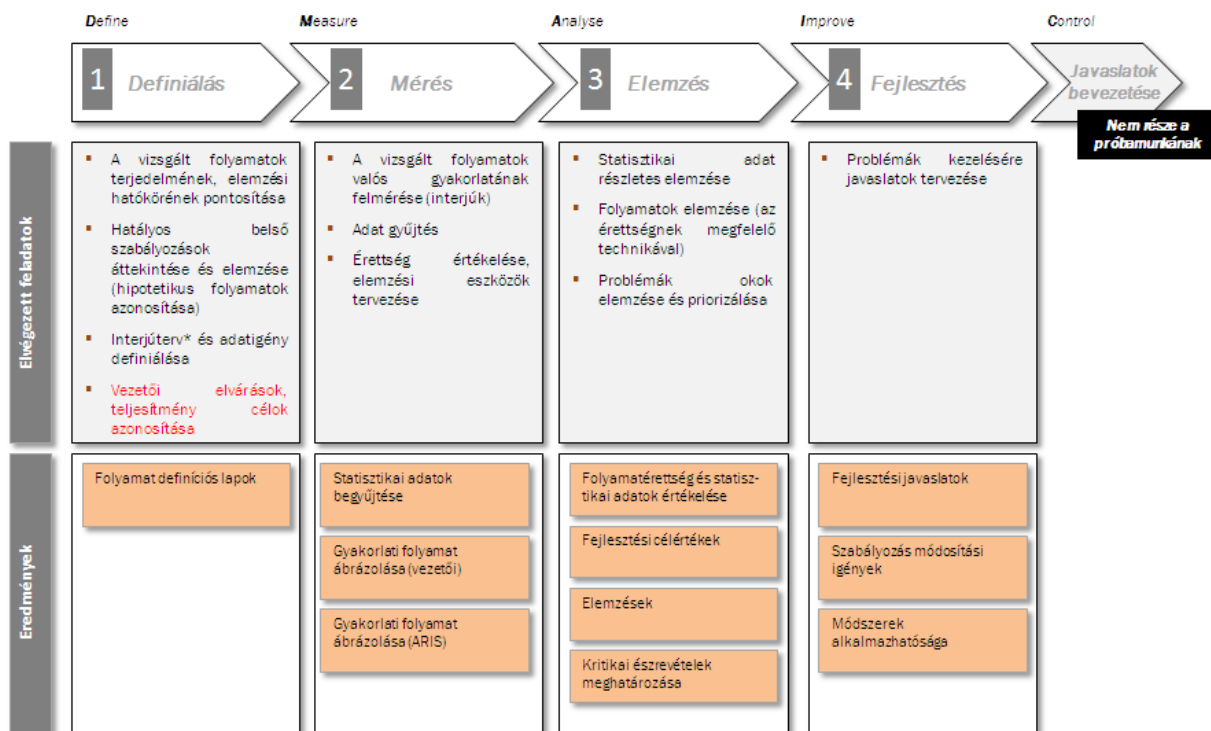 Define
Measure
Analyse
Improve
Control
1 Definiálás
2 Mérés
3 Elemzés
4 Fejlesztés
Javaslatok
bevezetése
Nem része a
próbamunkának
Elvégezett feladatok
▪ A vizsgált folyamatok
terjedelmének, elemzési
hatókörének pontosítása
▪ Hatályos belső
szabályozások
áttekintése és elemzése
(hipotetikus folyamatok
azonosítása)
▪ Interjúterv* és adatigény
definiálása
▪ Vezetői elvárások,
teljesítmény célok
azonosítása
▪ A vizsgált folyamatok
valós gyakorlatának
felmérése (interjúk)
▪ Adat gyűjtés
▪ Érettség értékelése,
elemzési eszközök
tervezése
▪ Statisztikai adat
részletes elemzése
▪ Folyamatok elemzése (az
érettségnek megfelelő
technikával)
▪ Problémák okok
elemzése és priorizálása
▪ Problémák kezelésére
javaslatok tervezése
Eredmények
Folyamat definíciós lapok
Statisztikai adatok
begyűjtése
Gyakorlati folyamat
ábrázolása (vezetői)
Gyakorlati folyamat
ábrázolása (ARIS)
Folyamatérettség és statisz-
tikai adatok értékelése
Fejlesztési célértékek
Elemzések
Kritikai észrevételek
meghatározása
Fejlesztési javaslatok
Szabályozás módosítási
igények
Módszerek
alkalmazhatósága